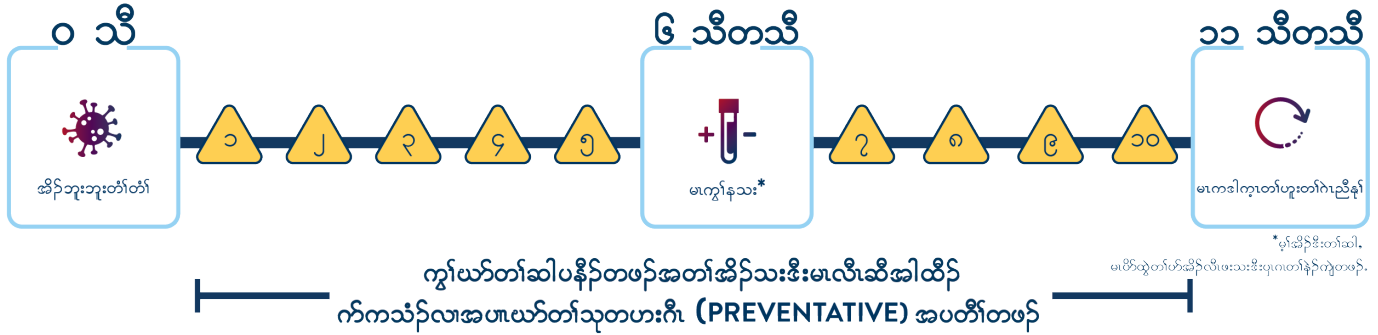 ၀ သီ
၆ သီတသီ
၁၁ သီတသီ
၁
၂
၃
၄
၅
၇
၈
၉
၁၀
အိၣ်ဘူးဘူးတံၢ်တံၢ်
မၤကွၢ်နသး*
မၤကဒါက့ၤတၢ်ဟူးတၢ်ဂဲၤညီနုၢ်
*မ့ၢ်အိၣ်ဒီးတၢ်ဆါ,
မၤပိာ်ထွဲတၢ်ပာ်အိၣ်လီၤဖးသးဒီးပှၤဂၤတၢ်နဲၣ်ကျဲတဖၣ်.
ကွၢ်ဃာ်တၢ်ဆါပနီၣ်တဖၣ်အတၢ်အိၣ်သးဒီးမၤလီၤဆီအါထီၣ်
က်ကသံၣ်လၢအပၢၤဃာ်တၢ်သုတဟးဂီၤ (PREVENTATIVE) အပတီၢ်တဖၣ်